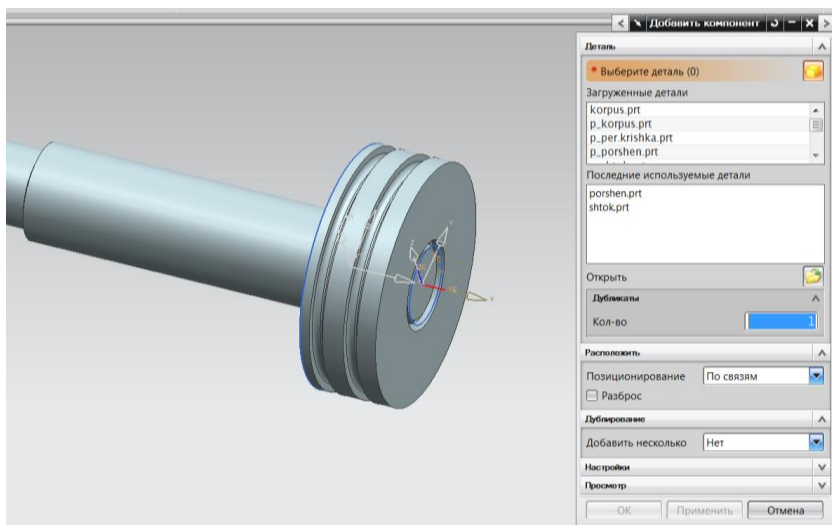 Добавить компонент
Деталь
* Выберите деталь (0)
Загруженные детали
korpus.prt
p_korpus.prt
p_per.krishka.prt
p_porshen.prt
Последние используемые детали
porshen.prt
shtok.prt
Открыть
Дубликаты
Кол-во 1
Расположить
Позиционирование По связям
Разброс
Дублирование
Добавить несколько Нет
Настройки
Просмотр
ОК Применить Отмена